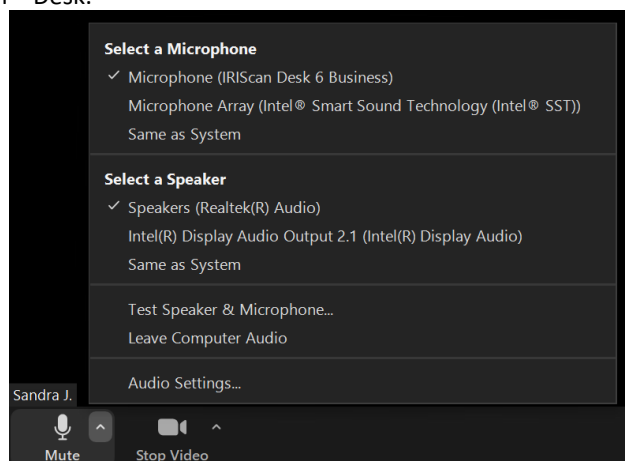 Desk.
Select a Microphone
✓ Microphone (IRIScan Desk 6 Business)
Microphone Array (Intel® Smart Sound Technology (Intel® SST))
Same as System
Select a Speaker
✓ Speakers (Realtek(R) Audio)
Intel(R) Display Audio Output 2.1 (Intel(R) Display Audio)
Same as System
Test Speaker & Microphone...
Leave Computer Audio
Audio Settings...
Sandra J.
Mute Stop Video